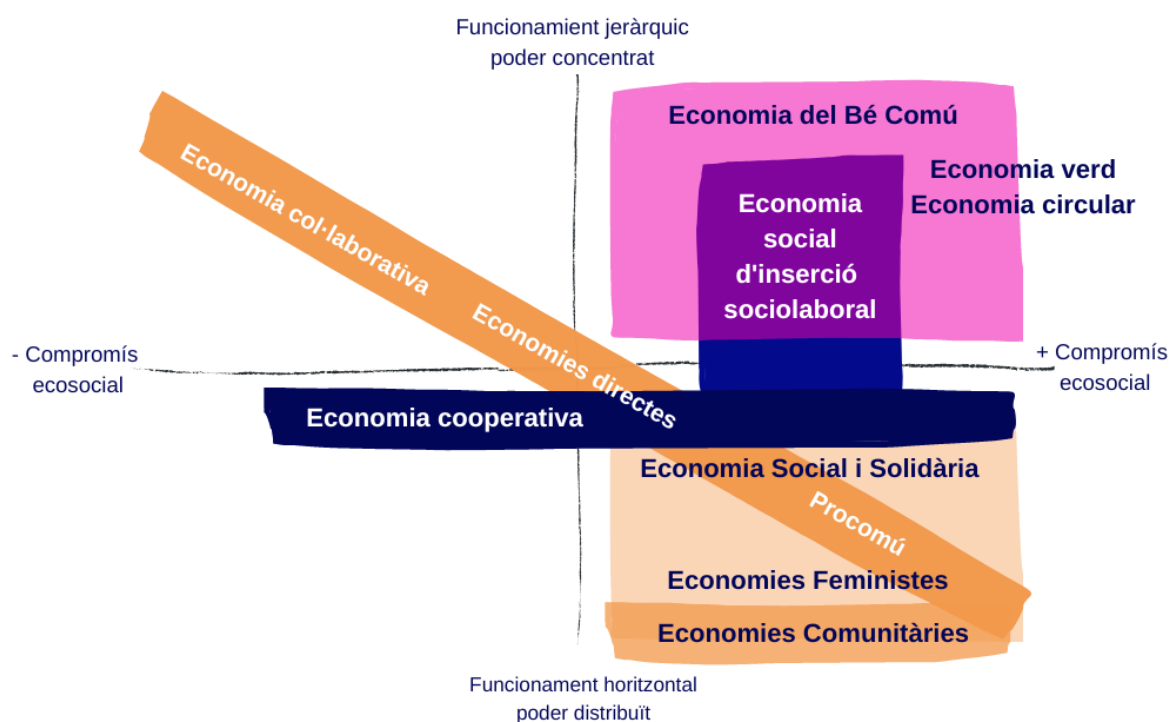 Funcionamient jeràrquic
poder concentrat
Economia del Bé Comú
Economia verd
Economia circular
Economia
social
d'inserció
sociolaboral
Economia col·laborativa
Economies directes
- Compromís
ecosocial
+ Compromís
ecosocial
Economia cooperativa
Economia Social i Solidària
Procomú
Economies Feministes
Economies Comunitàries
Funcionament horitzontal
poder distribuït